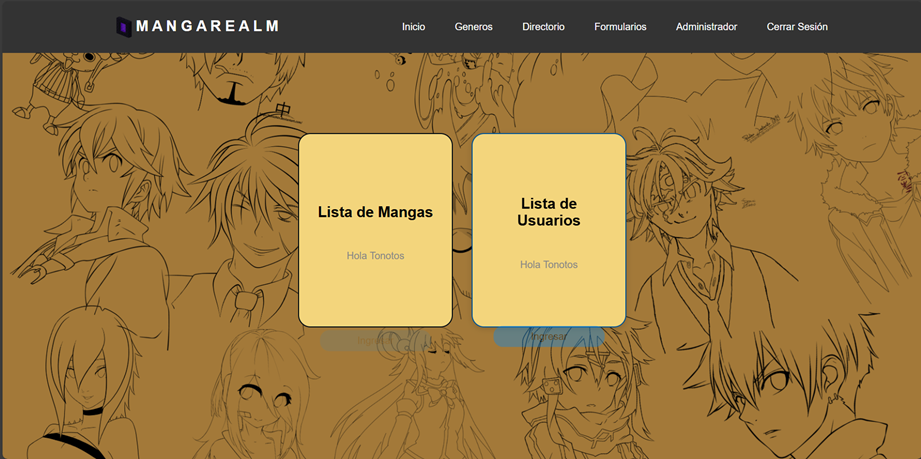 MANGAREALM
Inicio Generos Directorio Formularios Administrador Cerrar Sesión
中
Lista de Mangas
Hola Tonotos
Lista de
Usuarios
Hola Tonotos
Ingresar